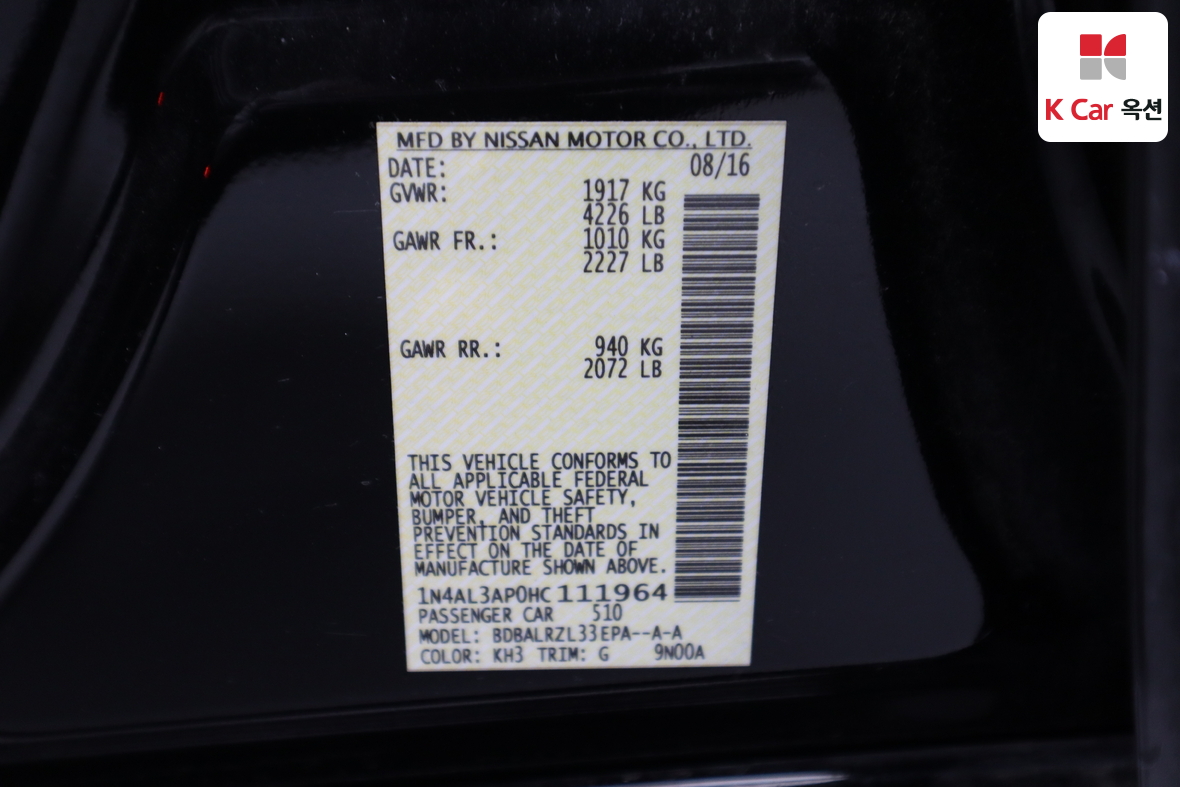 K Car 옥션
MFD BY NISSAN MOTOR CO., LTD.
DATE: 08/16
GVWR: 1917 KG
4226 LB
GAWR FR.: 1010 KG
2227 LB
GAWR RR.: 940 KG
2072 LB
THIS VEHICLE CONFORMS TO
ALL APPLICABLE FEDERAL
MOTOR VEHICLE SAFETY,
BUMPER, AND THEFT
PREVENTION STANDARDS IN
EFFECT ON THE DATE OF
MANUFACTURE SHOWN ABOVE.
1N4AL3AP0HC111964
PASSENGER CAR 510
MODEL: BDBALRZL33EPA--A-A
COLOR: KH3 TRIM: G 9N00A